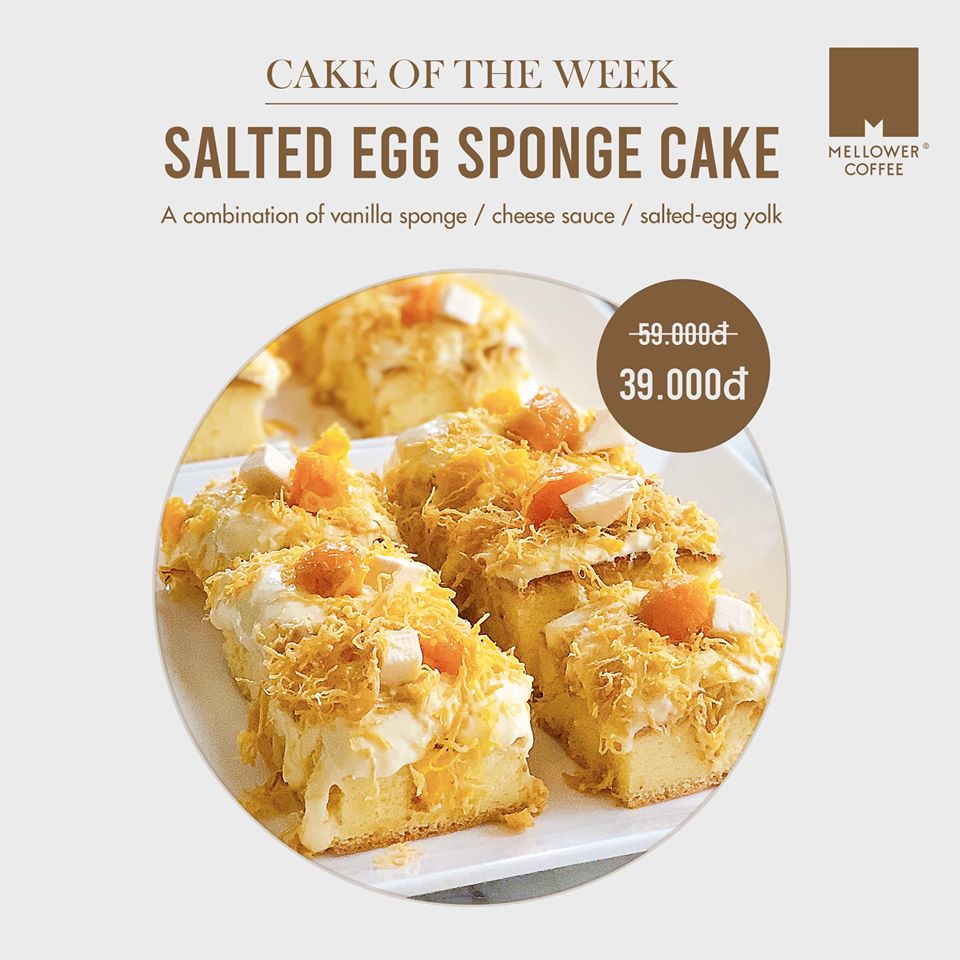 CAKE OF THE WEEK
SALTED EGG SPONGE CAKE
A combination of vanilla sponge / cheese sauce / salted-egg yolk
MELLOWER®
COFFEE
59.000đ
39.000đ